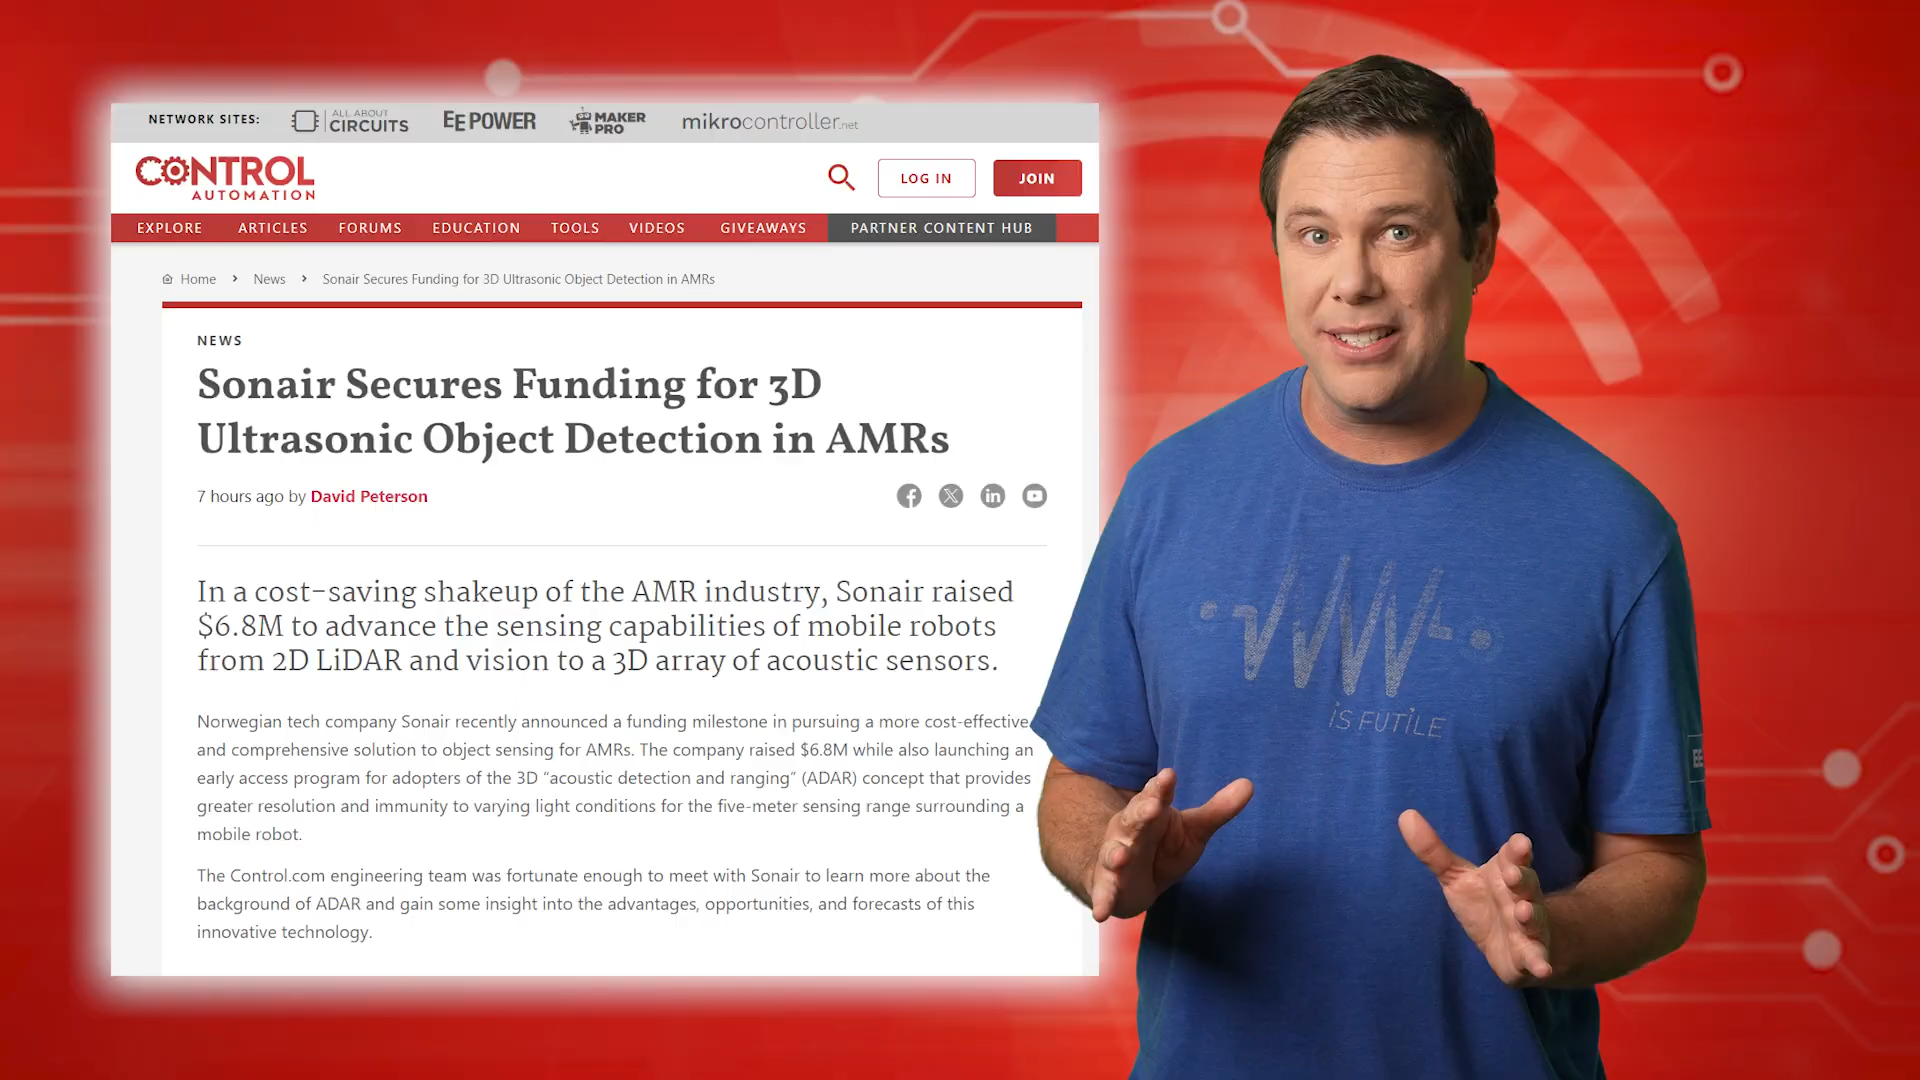 NETWORK SITES: ALL ABOUT CIRCUITS EEPOWER MAKER PRO mikrocontroller.net
CONTROL AUTOMATION LOG IN JOIN
EXPLORE ARTICLES FORUMS EDUCATION TOOLS VIDEOS GIVEAWAYS PARTNER CONTENT HUB
Home > News > Sonair Secures Funding for 3D Ultrasonic Object Detection in AMRs
NEWS
Sonair Secures Funding for 3D
Ultrasonic Object Detection in AMRs
7 hours ago by David Peterson
In a cost-saving shakeup of the AMR industry, Sonair raised
$6.8M to advance the sensing capabilities of mobile robots
from 2D LiDAR and vision to a 3D array of acoustic sensors.
Norwegian tech company Sonair recently announced a funding milestone in pursuing a more cost-effective
and comprehensive solution to object sensing for AMRs. The company raised $6.8M while also launching an
early access program for adopters of the 3D “acoustic detection and ranging” (ADAR) concept that provides
greater resolution and immunity to varying light conditions for the five-meter sensing range surrounding a
mobile robot.
The Control.com engineering team was fortunate enough to meet with Sonair to learn more about the
background of ADAR and gain some insight into the advantages, opportunities, and forecasts of this
innovative technology.
iS FUTiLE
EE